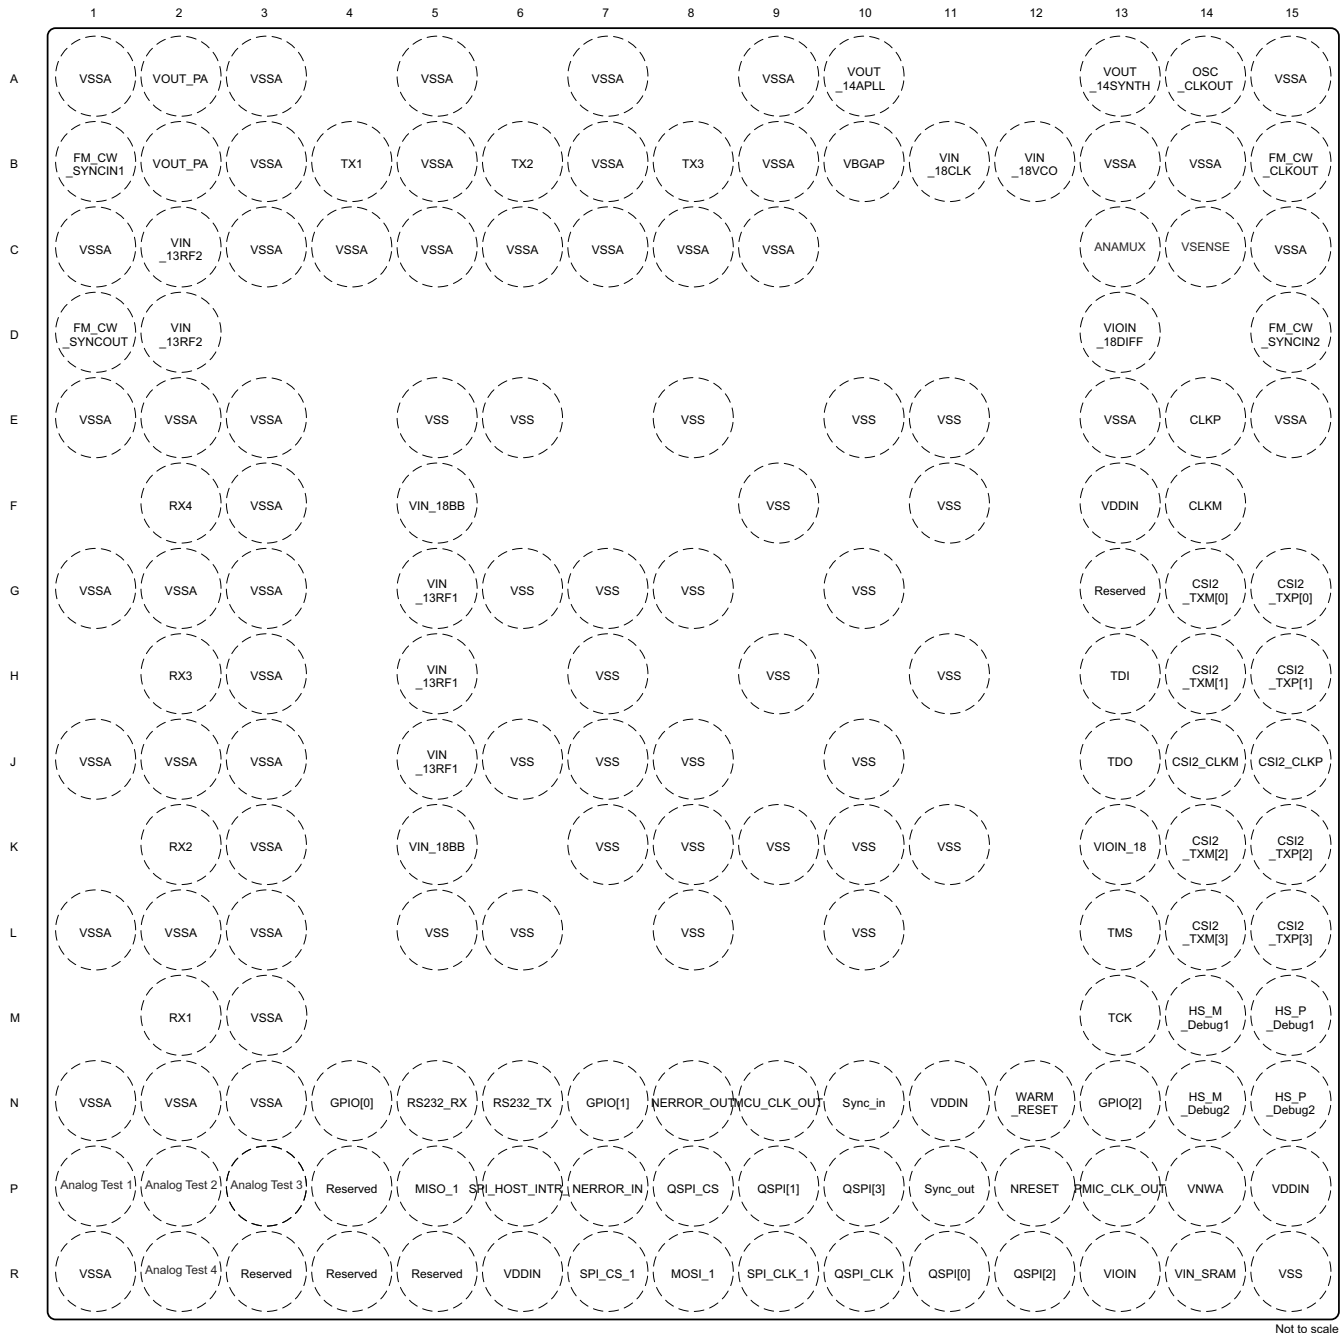 1 2 3 4 5 6 7 8 9 10 11 12 13 14 15
A VSSA VOUT_PA VSSA VSSA VSSA VSSA VOUT _14APLL VOUT _14SYNTH OSC _CLKOUT VSSA
B FM_CW _SYNCIN1 VOUT_PA VSSA TX1 VSSA TX2 VSSA TX3 VSSA VBGAP VIN _18CLK VIN _18VCO VSSA VSSA FM_CW _CLKOUT
C VSSA VIN _13RF2 VSSA VSSA VSSA VSSA VSSA VSSA VSSA ANAMUX VSENSE VSSA
D FM_CW _SYNCOUT VIN _13RF2 VIOIN _18DIFF FM_CW _SYNCIN2
E VSSA VSSA VSSA VSS VSS VSS VSS VSS VSSA CLKP VSSA
F RX4 VSSA VIN_18BB VSS VSS VDDIN CLKM
G VSSA VSSA VSSA VIN _13RF1 VSS VSS VSS VSS Reserved CSI2 _TXM[0] CSI2 _TXP[0]
H RX3 VSSA VIN _13RF1 VSS VSS VSS TDI CSI2 _TXM[1] CSI2 _TXP[1]
J VSSA VSSA VSSA VIN _13RF1 VSS VSS VSS VSS TDO CSI2_CLKM CSI2_CLKP
K RX2 VSSA VIN_18BB VSS VSS VSS VSS VSS VIOIN_18 CSI2 _TXM[2] CSI2 _TXP[2]
L VSSA VSSA VSSA VSS VSS VSS VSS TMS CSI2 _TXM[3] CSI2 _TXP[3]
M RX1 VSSA TCK HS_M _Debug1 HS_P _Debug1
N VSSA VSSA VSSA GPIO[0] RS232_RX RS232_TX GPIO[1] NERROR_OUT MCU_CLK_OUT Sync_in VDDIN WARM _RESET GPIO[2] HS_M _Debug2 HS_P _Debug2
P Analog Test 1 Analog Test 2 Analog Test 3 Reserved MISO_1 SPI_HOST_INTR_ NERROR_IN QSPI_CS QSPI[1] QSPI[3] Sync_out NRESET PMIC_CLK_OUT VNWA VDDIN
R VSSA Analog Test 4 Reserved Reserved Reserved VDDIN SPI_CS_1 MOSI_1 SPI_CLK_1 QSPI_CLK QSPI[0] QSPI[2] VIOIN VIN_SRAM VSS
Not to scale